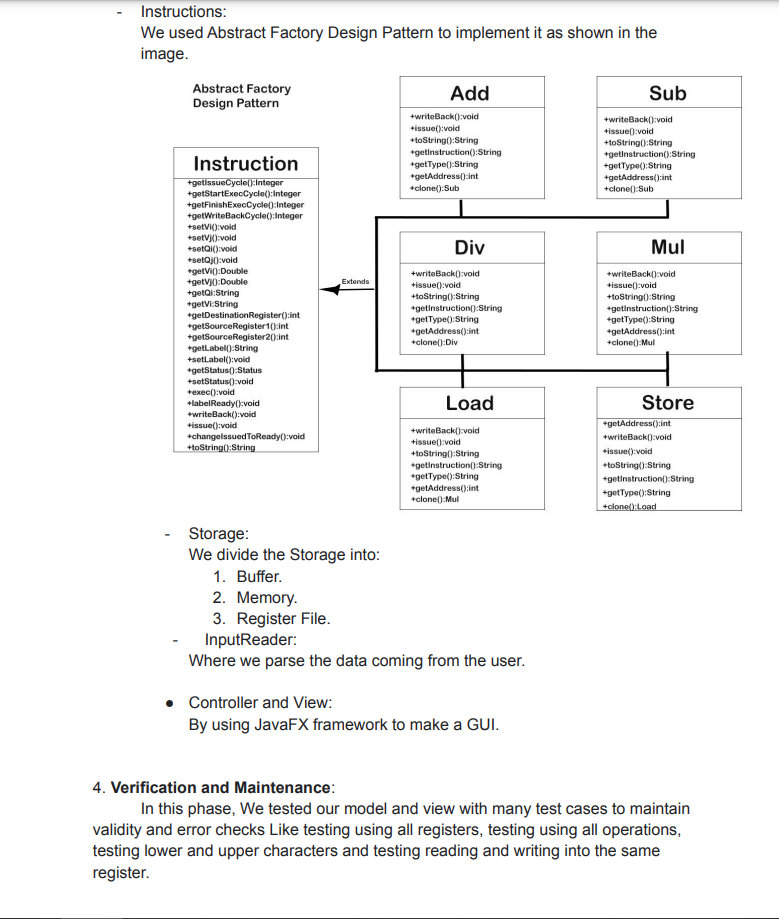 - Instructions:
We used Abstract Factory Design Pattern to implement it as shown in the
image.
Abstract Factory
Design Pattern
Instruction
+getIssueCycle():Integer
+getStartExecCycle():Integer
+getFinishExecCycle():Integer
+getWriteBackCycle():Integer
+setVi():void
+setVj():void
+setQi():void
+setQj():void
+getVi():Double
+getVj():Double
+getQi:String
+getVi:String
+getDestinationRegister():int
+getSourceRegister1():int
+getSourceRegister2():int
+getLabel():String
+setLabel():void
+getStatus():Status
+setStatus():void
+exec():void
+labelReady():void
+writeBack():void
+issue():void
+changeIssuedToReady():void
+toString():String
Extends
Add
+writeBack():void
+issue():void
+toString():String
+getInstruction():String
+getType():String
+getAddress():int
+clone():Sub
Sub
+writeBack():void
+issue():void
+toString():String
+getInstruction():String
+getType():String
+getAddress():int
+clone():Sub
Div
+writeBack():void
+issue():void
+toString():String
+getInstruction():String
+getType():String
+getAddress():int
+clone():Div
Mul
+writeBack():void
+issue():void
+toString():String
+getInstruction():String
+getType():String
+getAddress():int
+clone():Mul
Load
+writeBack():void
+issue():void
+toString():String
+getInstruction():String
+getType():String
+getAddress():int
+clone():Mul
Store
+getAddress():int
+writeBack():void
+issue():void
+toString():String
+getInstruction():String
+getType():String
+clone():Load
- Storage:
We divide the Storage into:
1. Buffer.
2. Memory.
3. Register File.
- InputReader:
Where we parse the data coming from the user.
● Controller and View:
By using JavaFX framework to make a GUI.
4. Verification and Maintenance:
In this phase, We tested our model and view with many test cases to maintain
validity and error checks Like testing using all registers, testing using all operations,
testing lower and upper characters and testing reading and writing into the same
register.